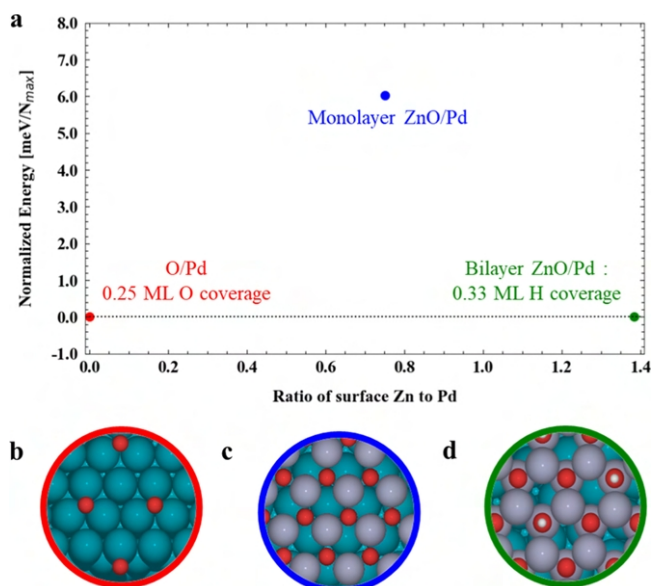 a
Normalized Energy [meV/Nmax]
8.0
7.0
6.0
5.0
4.0
3.0
2.0
1.0
0.0
-1.0
Monolayer ZnO/Pd
O/Pd
0.25 ML O coverage
Bilayer ZnO/Pd :
0.33 ML H coverage
0.0 0.2 0.4 0.6 0.8 1.0 1.2 1.4
Ratio of surface Zn to Pd
b c d